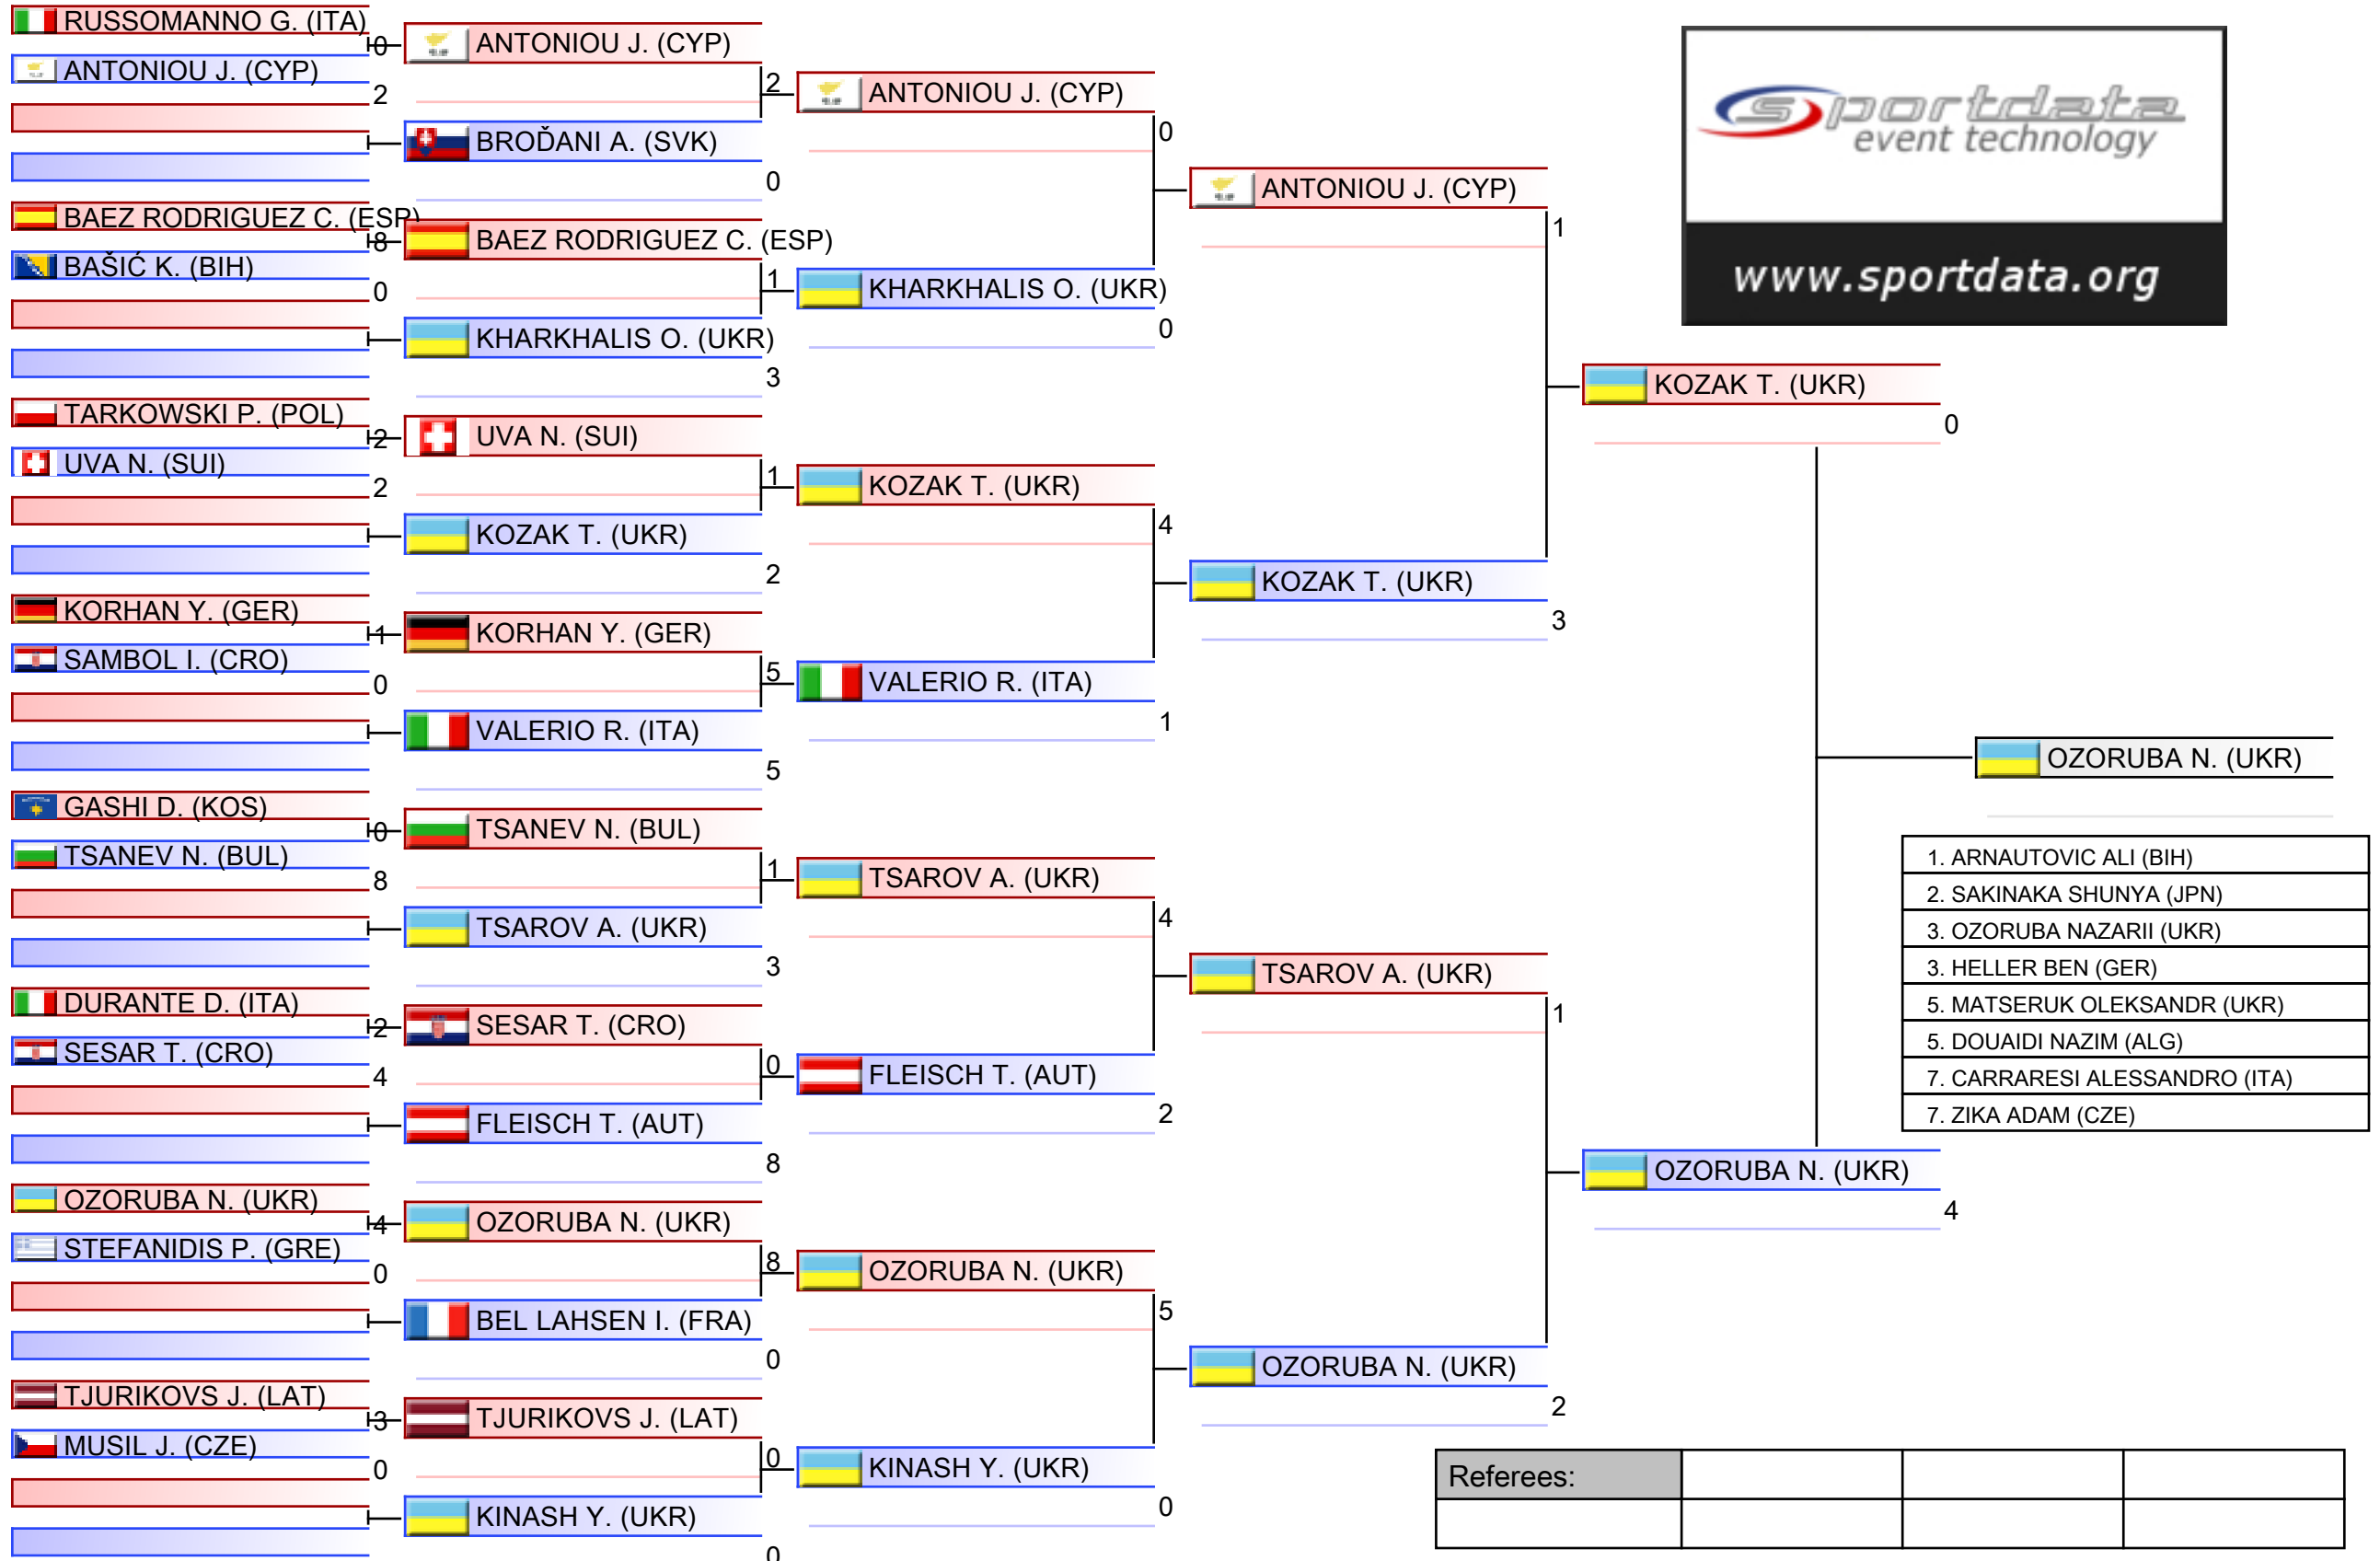 RUSSOMANNO G. (ITA)
0
ANTONIOU J. (CYP)
2
BAEZ RODRIGUEZ C. (ESP)
8
BAŠIĆ K. (BIH)
0
TARKOWSKI P. (POL)
2
UVA N. (SUI)
2
KORHAN Y. (GER)
1
SAMBOL I. (CRO)
0
GASHI D. (KOS)
0
TSANEV N. (BUL)
8
DURANTE D. (ITA)
2
SESAR T. (CRO)
4
OZORUBA N. (UKR)
4
STEFANIDIS P. (GRE)
0
TJURIKOVS J. (LAT)
3
MUSIL J. (CZE)
0
ANTONIOU J. (CYP)
2
BROĎANI A. (SVK)
0
BAEZ RODRIGUEZ C. (ESP)
1
KHARKHALIS O. (UKR)
3
UVA N. (SUI)
1
KOZAK T. (UKR)
2
KORHAN Y. (GER)
5
VALERIO R. (ITA)
5
TSANEV N. (BUL)
1
TSAROV A. (UKR)
3
SESAR T. (CRO)
0
FLEISCH T. (AUT)
8
OZORUBA N. (UKR)
8
BEL LAHSEN I. (FRA)
0
TJURIKOVS J. (LAT)
0
KINASH Y. (UKR)
0
ANTONIOU J. (CYP)
0
KHARKHALIS O. (UKR)
0
KOZAK T. (UKR)
4
VALERIO R. (ITA)
1
TSAROV A. (UKR)
4
FLEISCH T. (AUT)
2
OZORUBA N. (UKR)
5
KINASH Y. (UKR)
0
ANTONIOU J. (CYP)
1
KOZAK T. (UKR)
3
TSAROV A. (UKR)
1
OZORUBA N. (UKR)
2
KOZAK T. (UKR)
0
OZORUBA N. (UKR)
4
OZORUBA N. (UKR)
sportdata
event technology
www.sportdata.org
1. ARNAUTOVIC ALI (BIH)
2. SAKINAKA SHUNYA (JPN)
3. OZORUBA NAZARII (UKR)
3. HELLER BEN (GER)
5. MATSERUK OLEKSANDR (UKR)
5. DOUAIDI NAZIM (ALG)
7. CARRARESI ALESSANDRO (ITA)
7. ZIKA ADAM (CZE)
Referees: